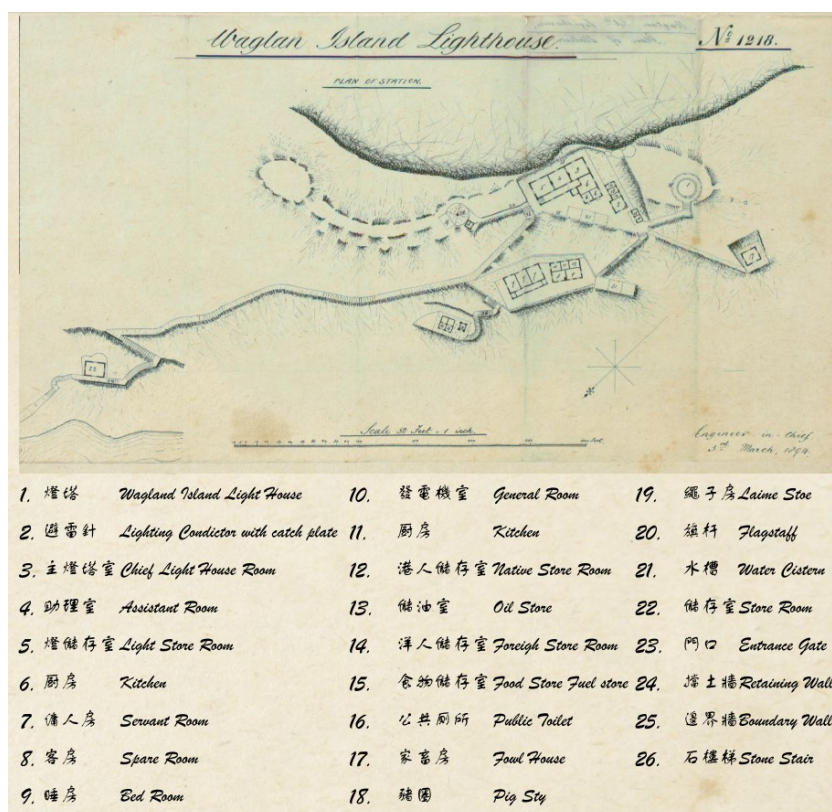 Waglan Island Lighthouse.
No 1218.
PLAN OF STATION.
Scale 50 Feet - 1 inch.
Engineer in-Chief
3rd March, 1894.
1. 燈塔 Wagland Island Light House
2. 避雷針 Lighting Condictor with catch plate
3. 主燈塔室 Chief Light House Room
4. 助理室 Assistant Room
5. 燈儲存室 Light Store Room
6. 厨房 Kitchen
7. 傭人房 Servant Room
8. 客房 Spare Room
9. 睡房 Bed Room
10. 發電機室 General Room
11. 厨房 Kitchen
12. 港人儲存室 Native Store Room
13. 儲油室 Oil Store
14. 洋人儲存室 Foreigh Store Room
15. 食物儲存室 Food Store Fuel store
16. 公共厠所 Public Toilet
17. 家畜房 Fowl House
18. 豬圈 Pig Sty
19. 繩子房 Laime Stoe
20. 旗杆 Flagstaff
21. 水槽 Water Cistern
22. 儲存室 Store Room
23. 門口 Entrance Gate
24. 擋土牆 Retaining Wall
25. 邊界牆 Boundary Wall
26. 石樓梯 Stone Stair